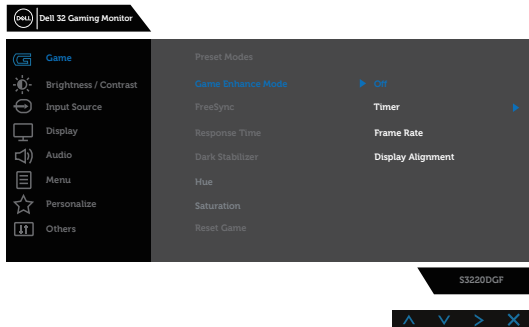 DELL
Dell 32 Gaming Monitor
Game
Brightness / Contrast
Input Source
Display
Audio
Menu
Personalize
Others
Preset Modes
Game Enhance Mode
FreeSync
Response Time
Dark Stabilizer
Hue
Saturation
Reset Game
Off
Timer
Frame Rate
Display Alignment
S3220DGF